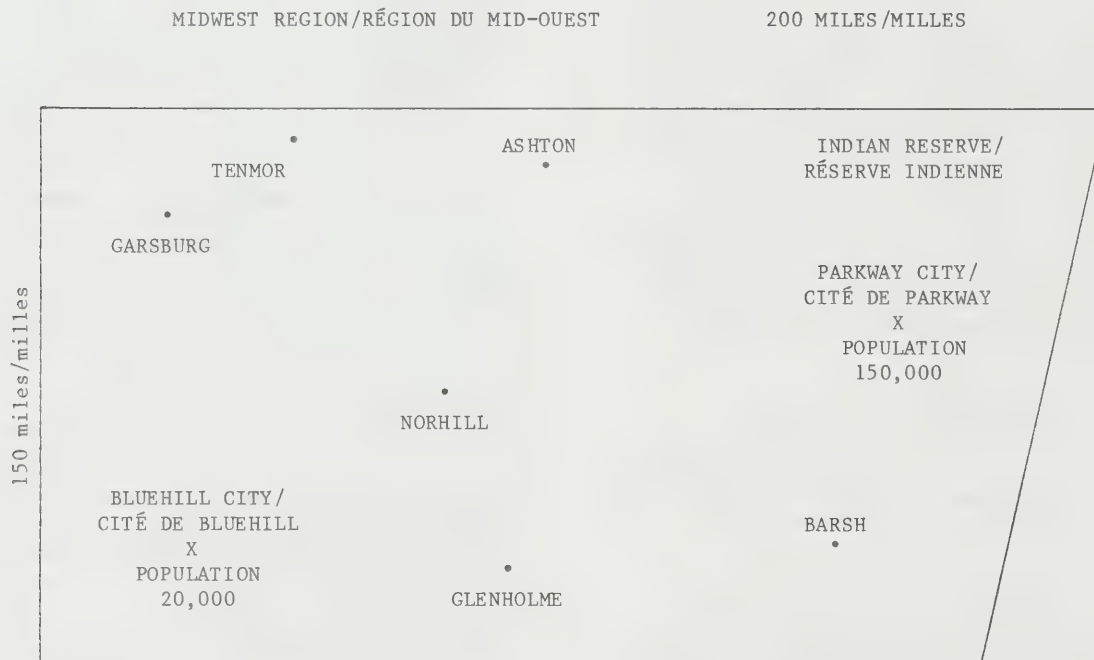 MIDWEST REGION/RÉGION DU MID-OUEST 200 MILES/MILLES
TENMOR
ASHTON
INDIAN RESERVE/
RÉSERVE INDIENNE
GARSBURG
PARKWAY CITY/
CITÉ DE PARKWAY
X
POPULATION
150,000
150 miles/milles
NORHILL
BLUEHILL CITY/
CITÉ DE BLUEHILL
X
POPULATION
20,000
BARSH
GLENHOLME